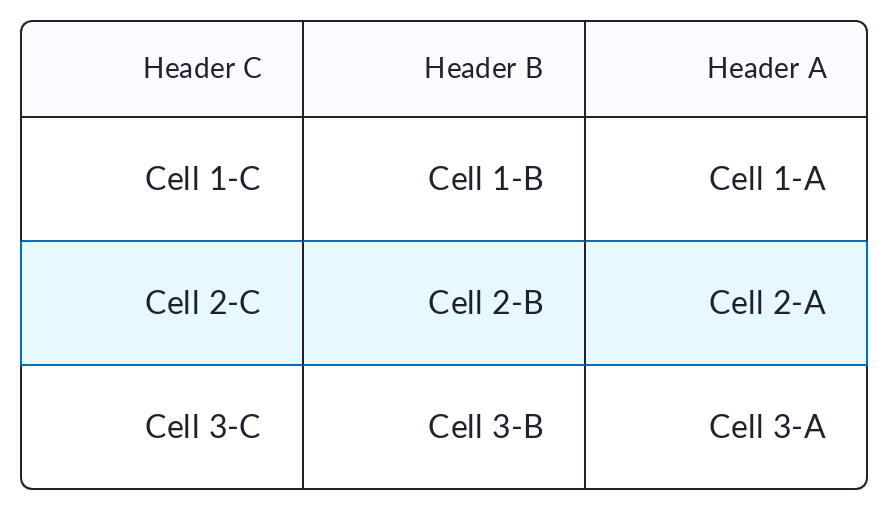 Header C Header B Header A
Cell 1-C Cell 1-B Cell 1-A
Cell 2-C Cell 2-B Cell 2-A
Cell 3-C Cell 3-B Cell 3-A